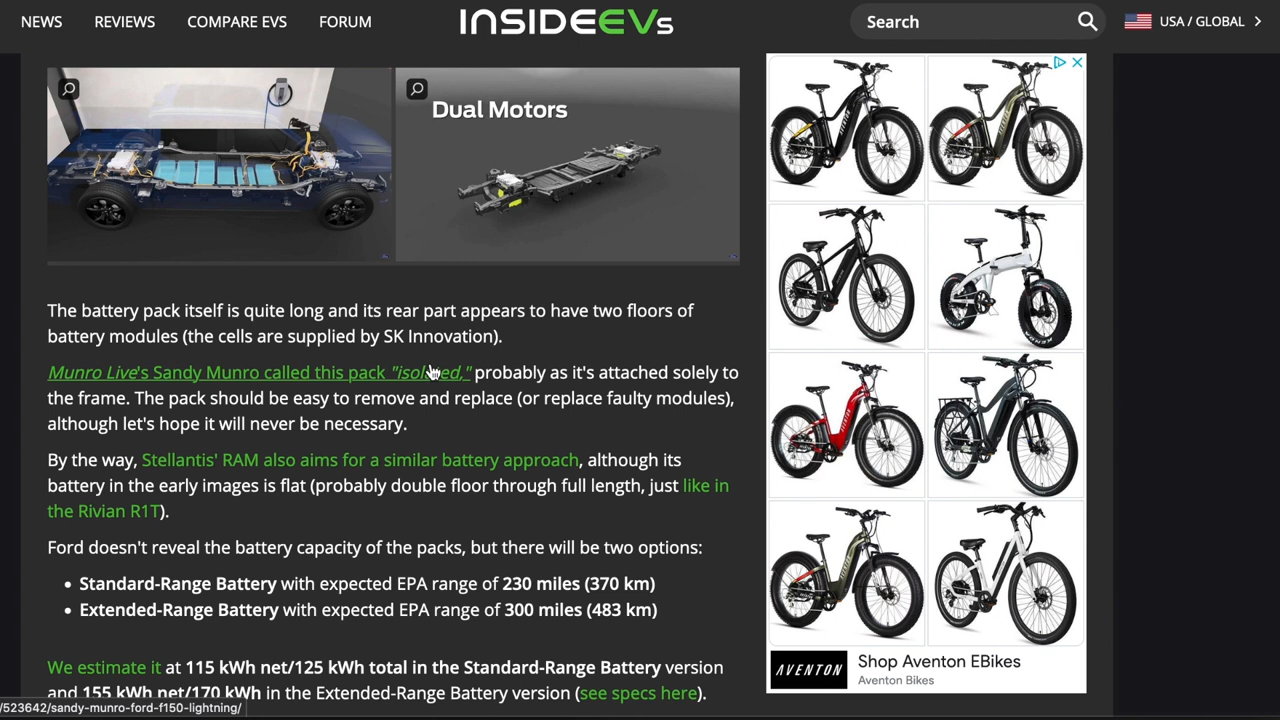 NEWS REVIEWS COMPARE EVS FORUM INSIDEEVs Search USA / GLOBAL
Dual Motors
The battery pack itself is quite long and its rear part appears to have two floors of
battery modules (the cells are supplied by SK Innovation).
Munro Live's Sandy Munro called this pack "isolated," probably as it's attached solely to
the frame. The pack should be easy to remove and replace (or replace faulty modules),
although let's hope it will never be necessary.
By the way, Stellantis' RAM also aims for a similar battery approach, although its
battery in the early images is flat (probably double floor through full length, just like in
the Rivian R1T).
Ford doesn't reveal the battery capacity of the packs, but there will be two options:
• Standard-Range Battery with expected EPA range of 230 miles (370 km)
• Extended-Range Battery with expected EPA range of 300 miles (483 km)
We estimate it at 115 kWh net/125 kWh total in the Standard-Range Battery version
and 155 kWh net/170 kWh in the Extended-Range Battery version (see specs here).
/523642/sandy-munro-ford-f150-lightning/
AVENTON
Shop Aventon EBikes
Aventon Bikes